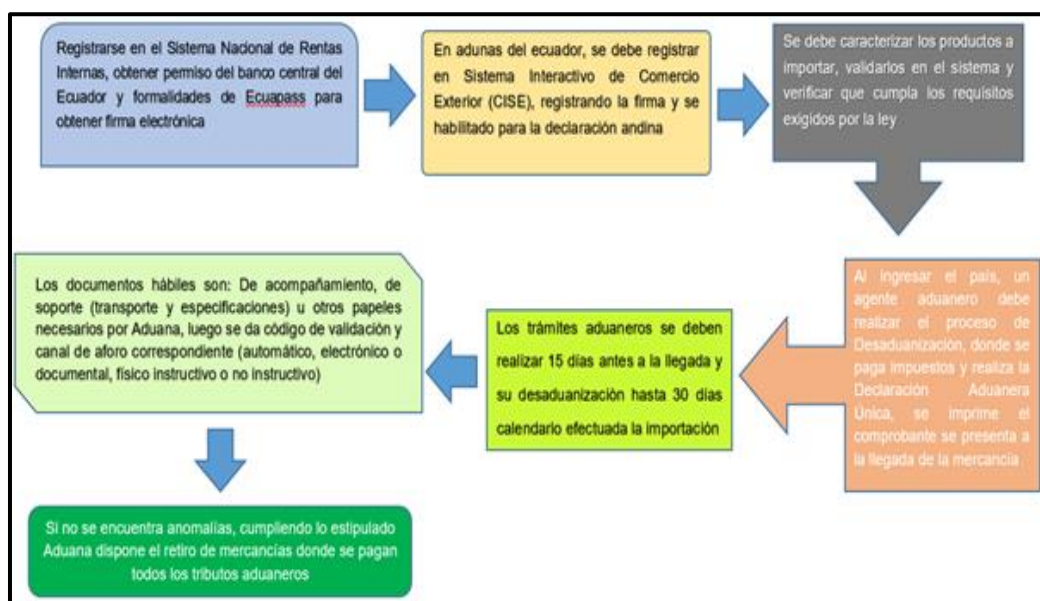 Registrarse en el Sistema Nacional de Rentas
Internas, obtener permiso del banco central del
Ecuador y formalidades de Ecuapass para
obtener firma electrónica
En adunas del ecuador, se debe registrar
en Sistema Interactivo de Comercio
Exterior (CISE), registrando la firma y se
habilitado para la declaración andina
Se debe caracterizar los productos a
importar, validarlos en el sistema y
verificar que cumpla los requisitos
exigidos por la ley
Al ingresar el país, un
agente aduanero debe
realizar el proceso de
Desaduanización, donde se
paga impuestos y realiza la
Declaración Aduanera
Única, se imprime el
comprobante se presenta a
la llegada de la mercancía
Los trámites aduaneros se deben
realizar 15 días antes a la llegada y
su desaduanización hasta 30 días
calendario efectuada la importación
Los documentos hábiles son: De acompañamiento, de
soporte (transporte y especificaciones) u otros papeles
necesarios por Aduana, luego se da código de validación y
canal de aforo correspondiente (automático, electrónico o
documental, físico instructivo o no instructivo)
Si no se encuentra anomalías, cumpliendo lo estipulado
Aduana dispone el retiro de mercancías donde se pagan
todos los tributos aduaneros